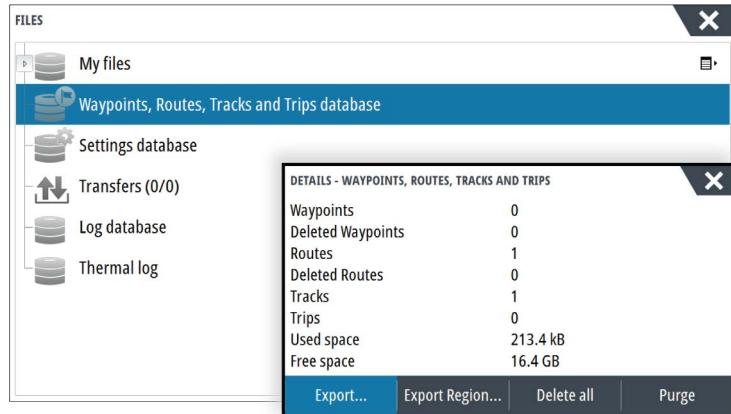 FILES
My files
Waypoints, Routes, Tracks and Trips database
Settings database
Transfers (0/0)
Log database
Thermal log
DETAILS - WAYPOINTS, ROUTES, TRACKS AND TRIPS
Waypoints 0
Deleted Waypoints 0
Routes 1
Deleted Routes 0
Tracks 1
Trips 0
Used space 213.4 kB
Free space 16.4 GB
Export... Export Region... Delete all Purge